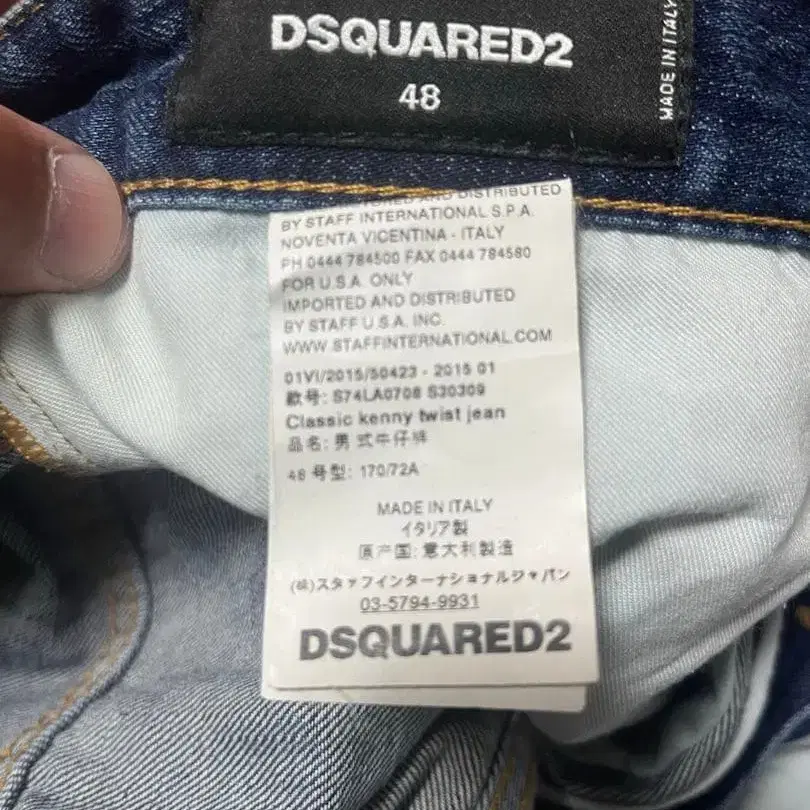 DSQUARED2
48
MADE IN ITALY
AND DISTRIBUTED
BY STAFF INTERNATIONAL S.P.A.
NOVENTA VICENTINA - ITALY
PH 0444 784500 FAX 0444 784580
FOR U.S.A. ONLY
IMPORTED AND DISTRIBUTED
BY STAFF U.S.A. INC.
WWW.STAFFINTERNATIONAL.COM
01VI/2015/50423 - 2015 01
款号: S74LA0708 S30309
Classic kenny twist jean
品名: 男式牛仔裤
48 号型: 170/72A
MADE IN ITALY
イタリア製
原产国: 意大利製造
(株)スタッフインターナショナルジャパン
03-5794-9931
DSQUARED2